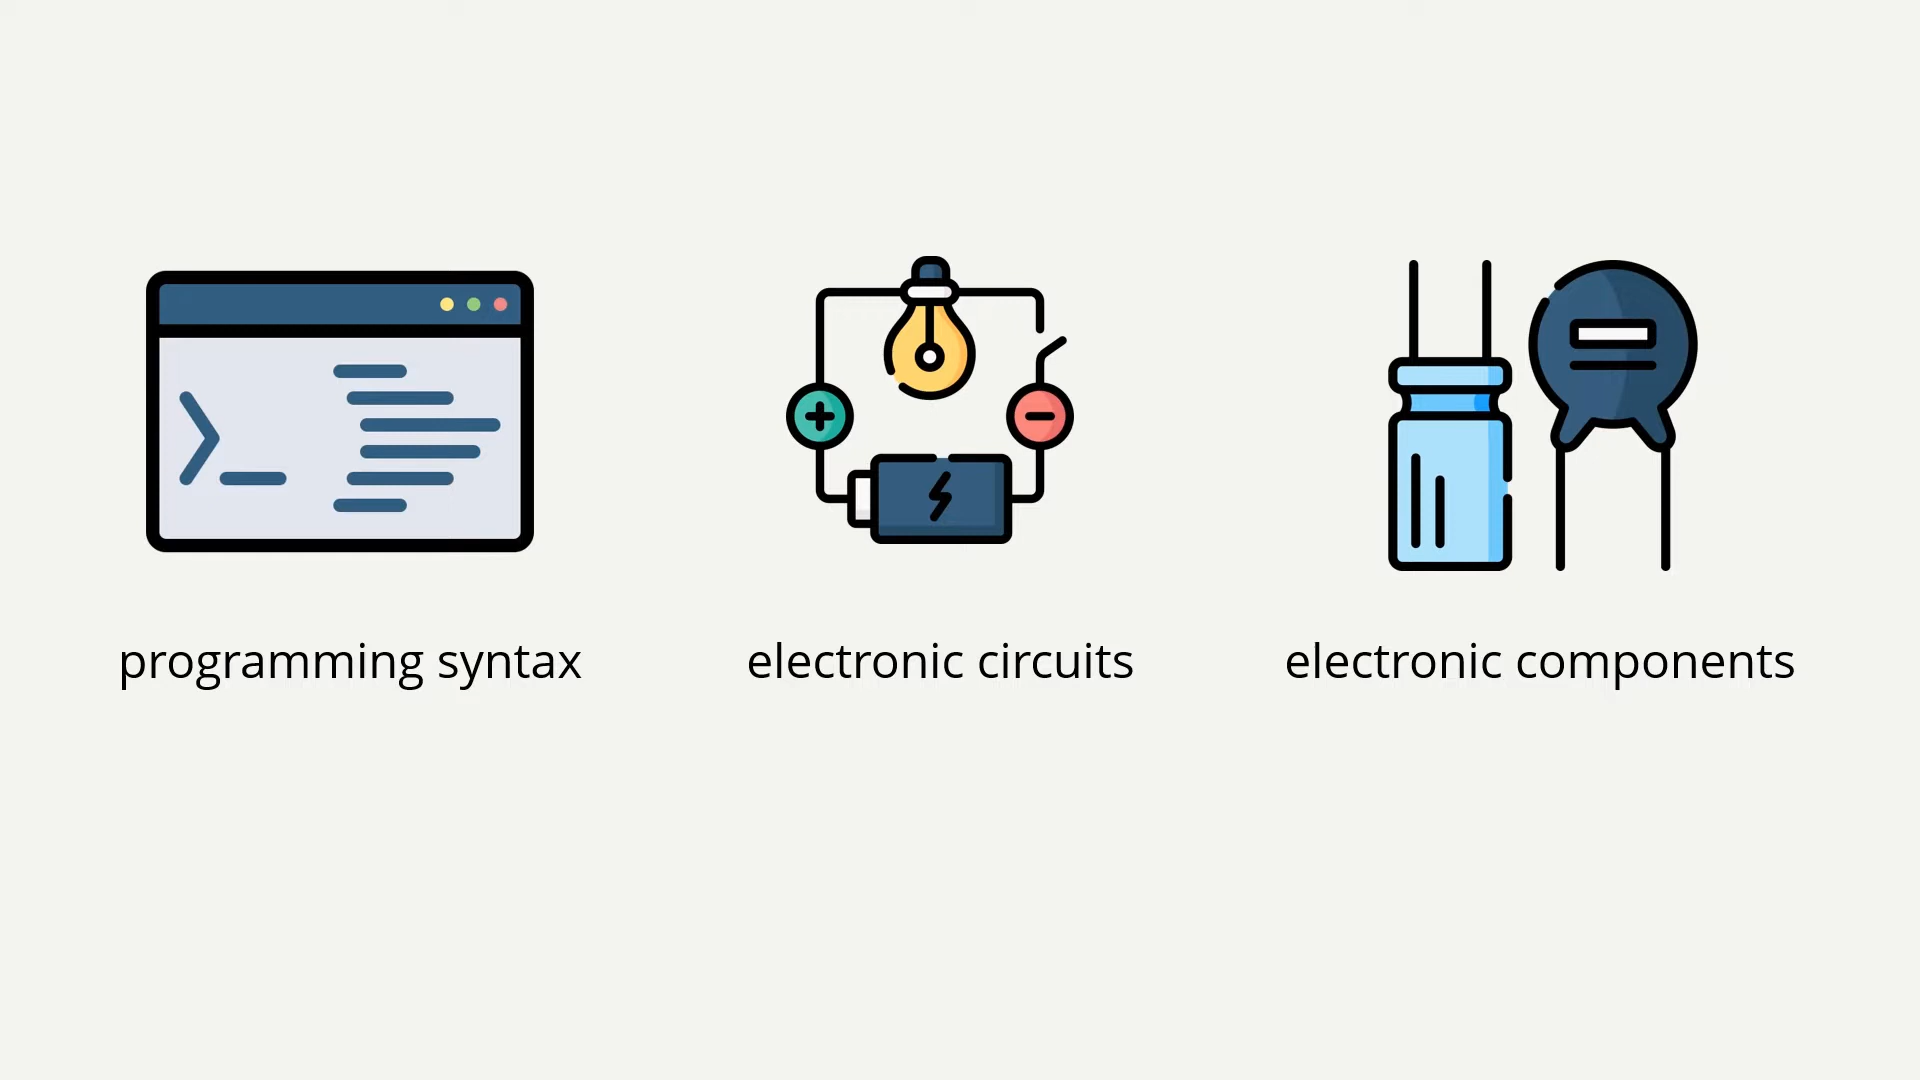 programming syntax
electronic circuits
electronic components